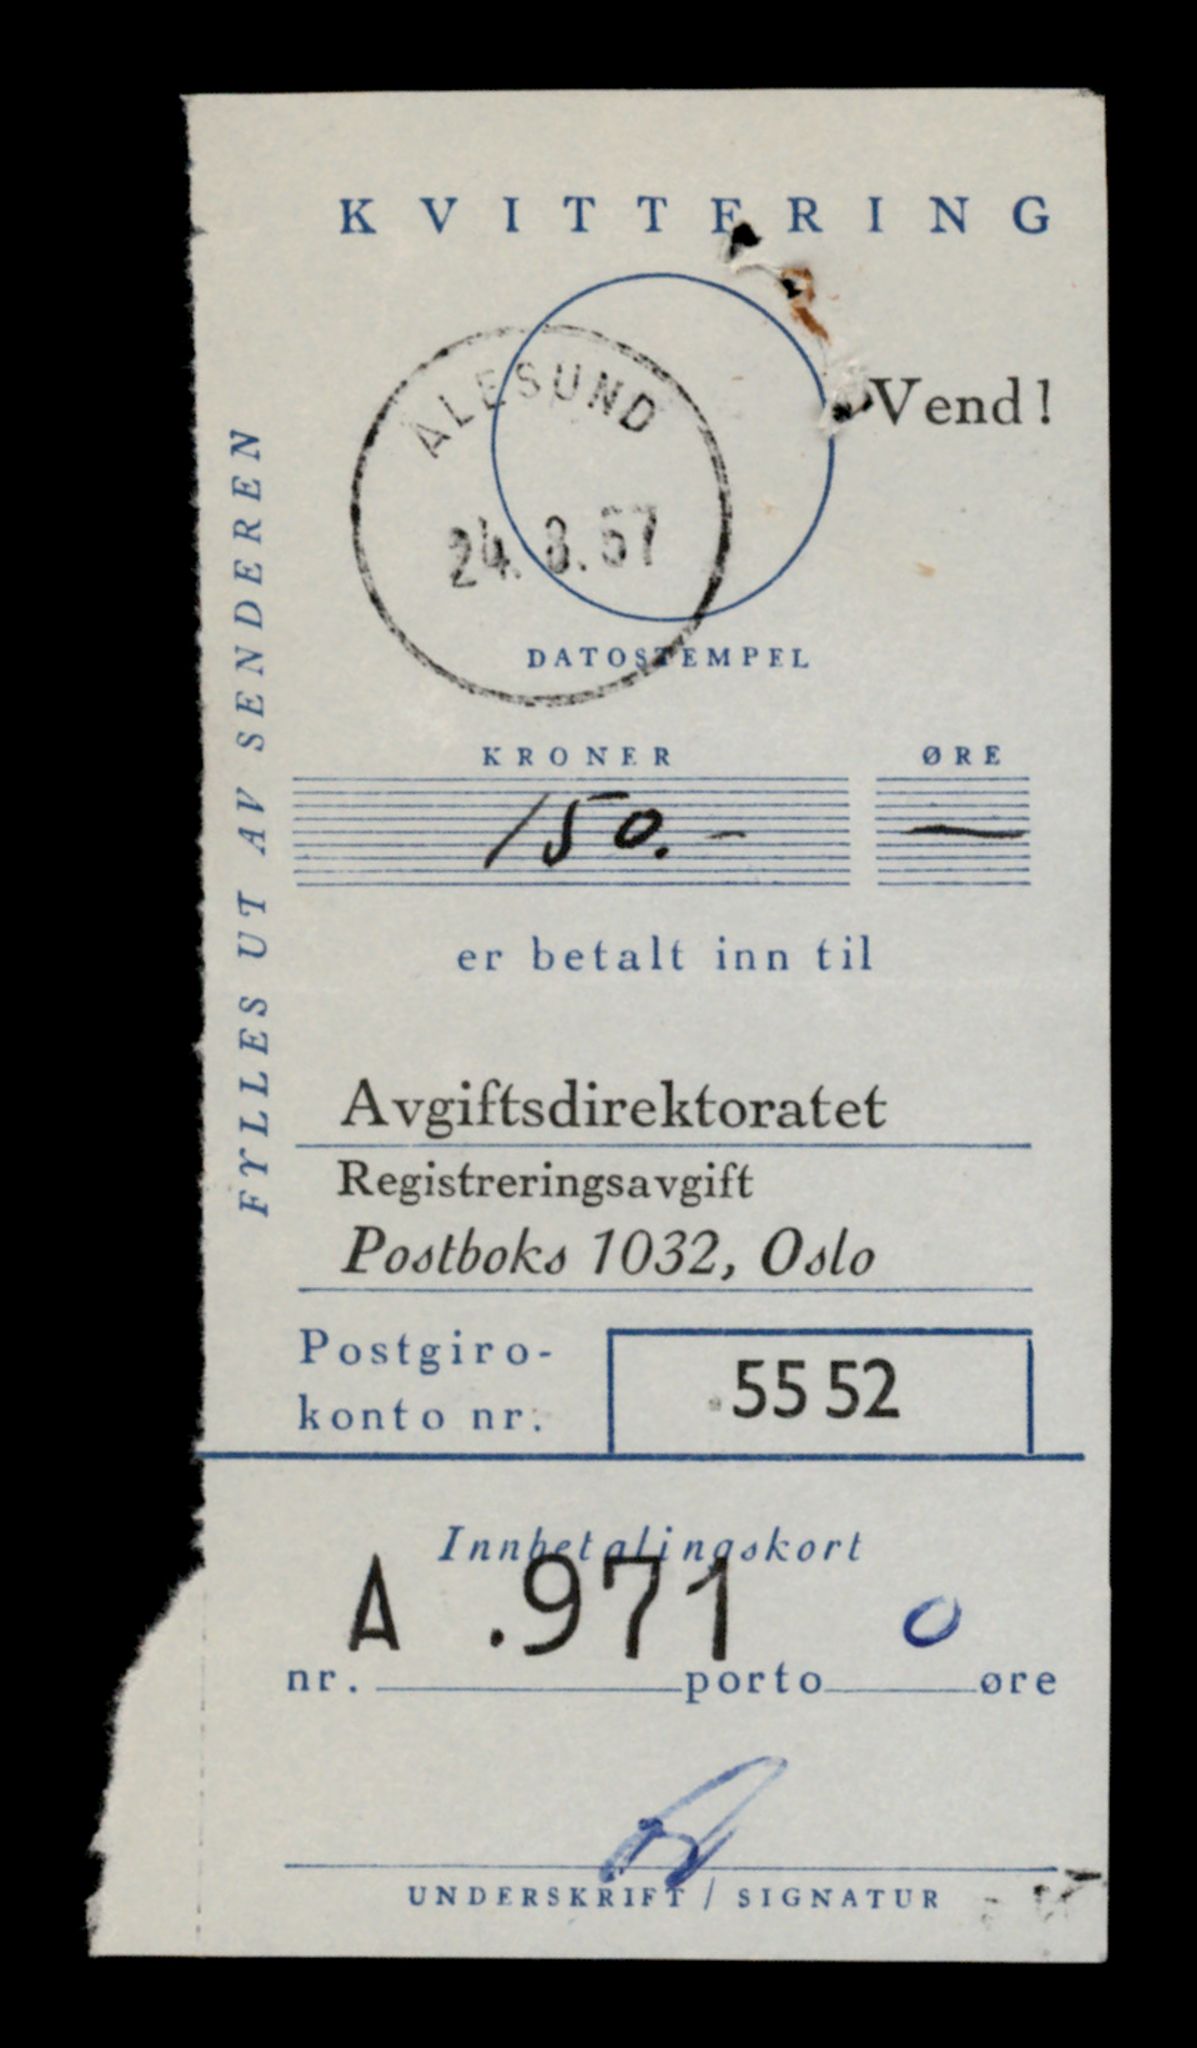 KVITTERING
ÅLESUND
Vend!
24. 8. 67
DATOSTEMPEL
FYLLES UT AV SENDEREN
KRONER ØRE
150.- —
er betalt inn til
Avgiftsdirektoratet
Registreringsavgift
Postboks 1032, Oslo
Postgiro-
konto nr.
5552
Innbetalingskort
A .971 0
nr. porto øre
UNDERSKRIFT / SIGNATUR